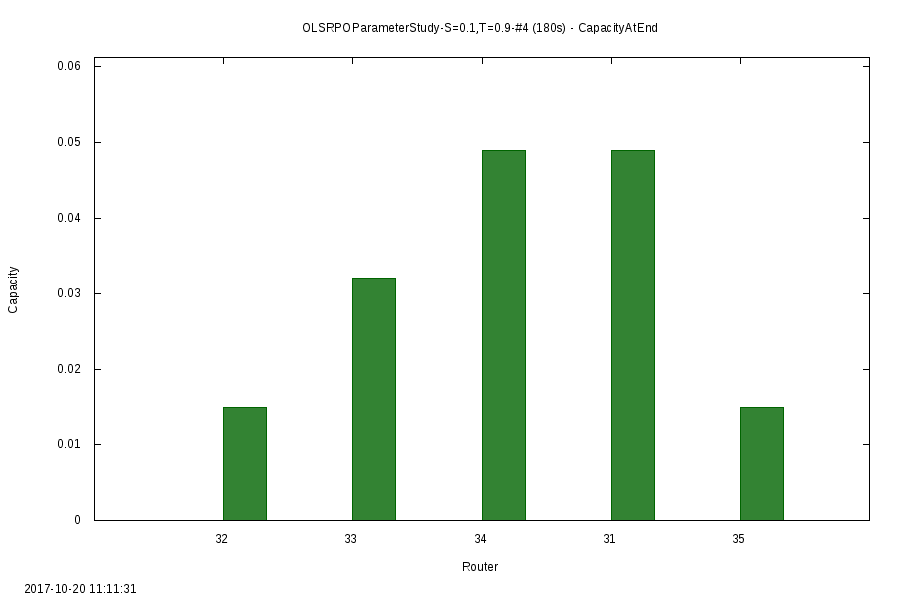 OLSRPOParameterStudy-S=0.1,T=0.9-#4 (180s) - CapacityAtEnd
0.06
0.05
0.04
0.03
0.02
0.01
0
Capacity
32 33 34 31 35
Router
2017-10-20 11:11:31